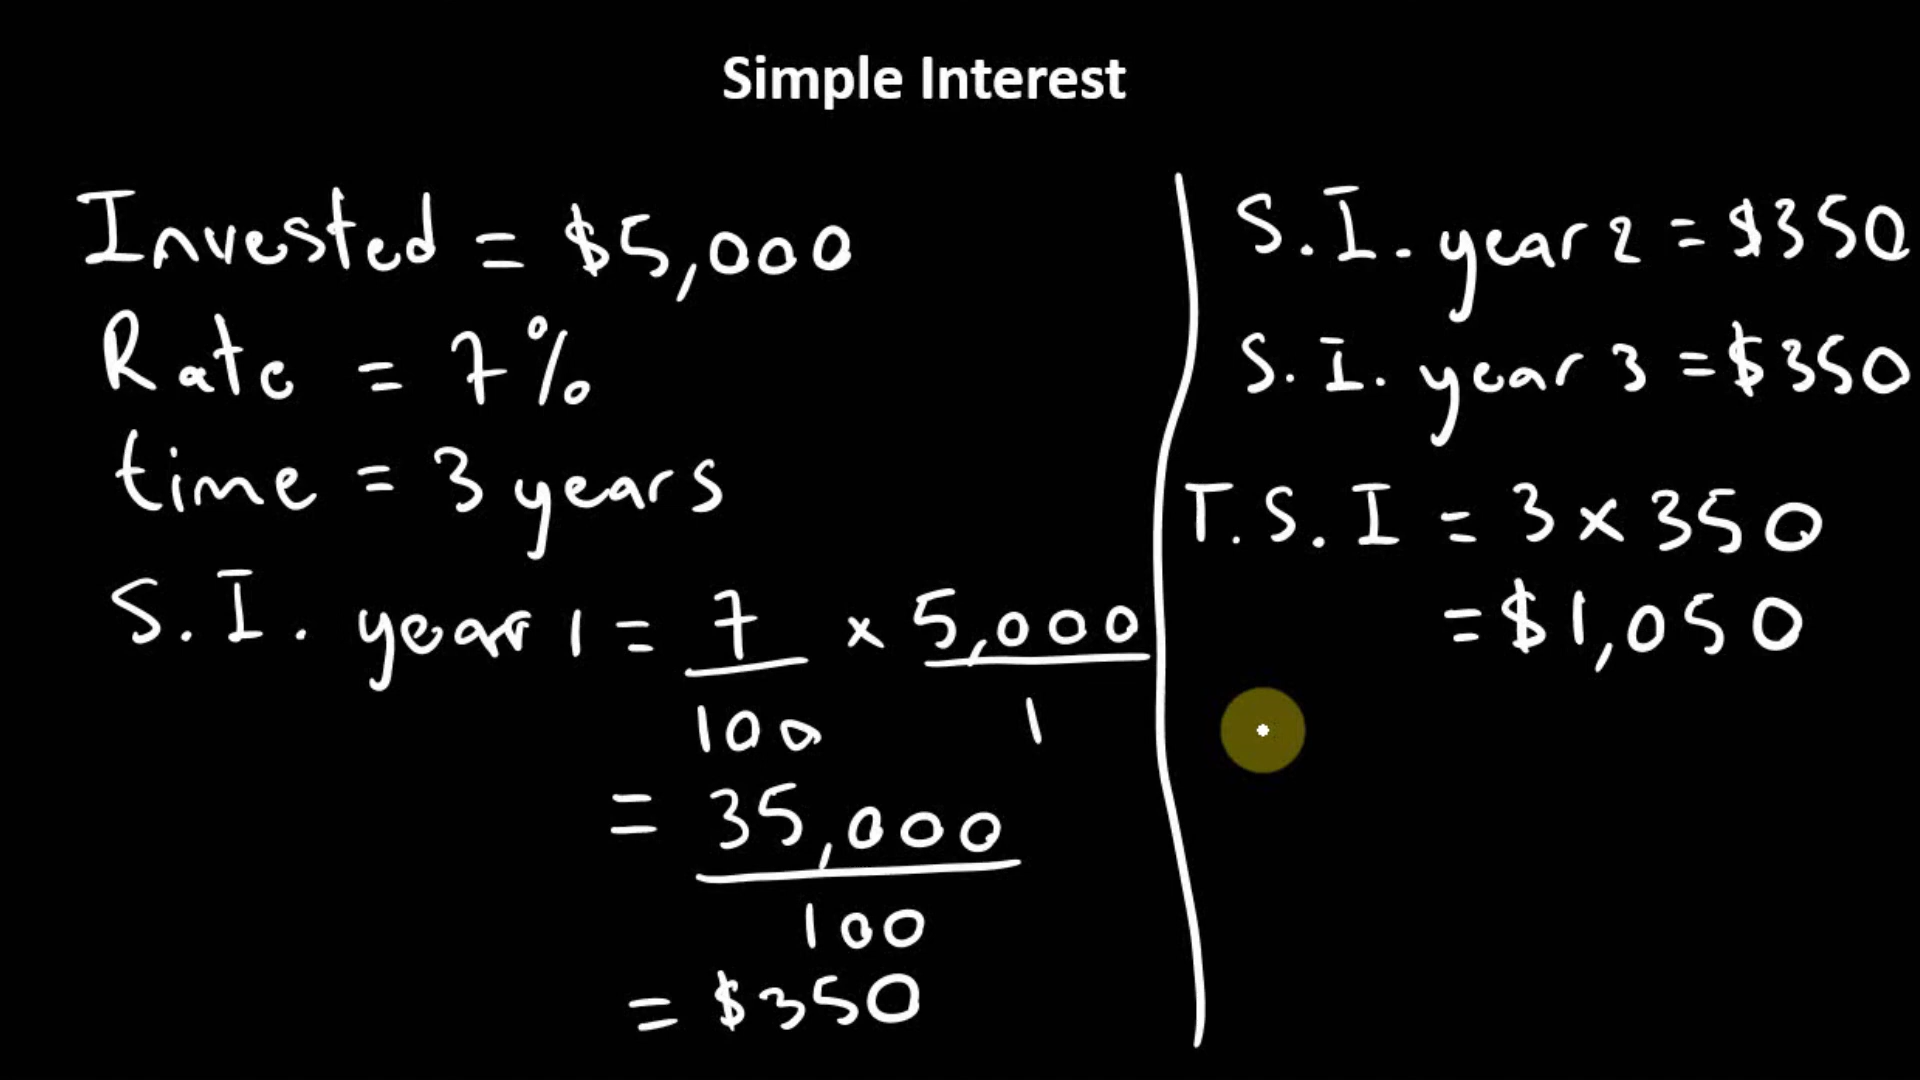 Simple Interest
Invested = $5,000
Rate = 7%
time = 3 years
S.I. year 1 = 7/100 × 5,000/1
= 35,000/100
= $350
S.I. year 2 = $350
S.I. year 3 = $350
T.S.I = 3 × 350
= $1,050